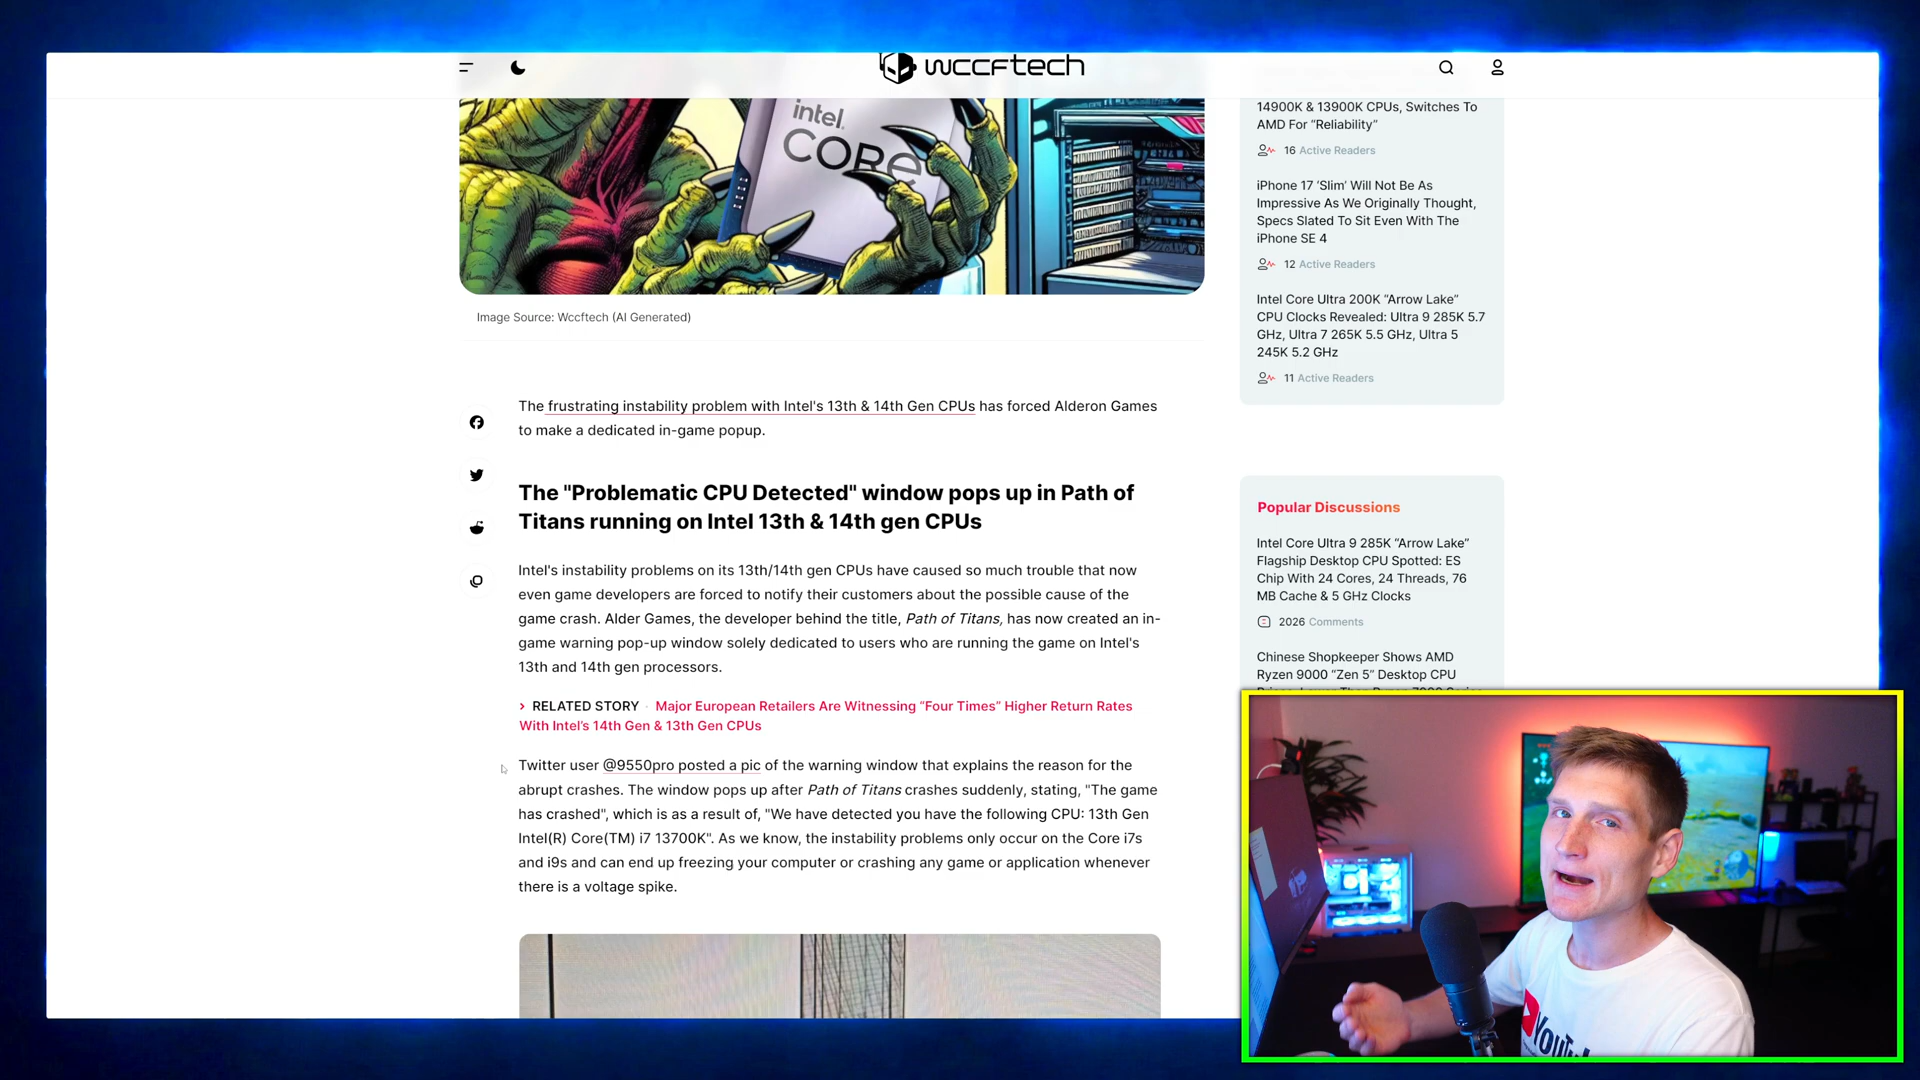 wccFtech
intel.
CORE
Image Source: Wccftech (AI Generated)
The frustrating instability problem with Intel's 13th & 14th Gen CPUs has forced Alderon Games
to make a dedicated in-game popup.
The "Problematic CPU Detected" window pops up in Path of
Titans running on Intel 13th & 14th gen CPUs
Intel's instability problems on its 13th/14th gen CPUs have caused so much trouble that now
even game developers are forced to notify their customers about the possible cause of the
game crash. Alder Games, the developer behind the title, Path of Titans, has now created an in-
game warning pop-up window solely dedicated to users who are running the game on Intel's
13th and 14th gen processors.
RELATED STORY - Major European Retailers Are Witnessing “Four Times” Higher Return Rates
With Intel’s 14th Gen & 13th Gen CPUs
Twitter user @9550pro posted a pic of the warning window that explains the reason for the
abrupt crashes. The window pops up after Path of Titans crashes suddenly, stating, "The game
has crashed", which is as a result of, "We have detected you have the following CPU: 13th Gen
Intel(R) Core(TM) i7 13700K". As we know, the instability problems only occur on the Core i7s
and i9s and can end up freezing your computer or crashing any game or application whenever
there is a voltage spike.
14900K & 13900K CPUs, Switches To
AMD For “Reliability”
16 Active Readers
iPhone 17 ‘Slim’ Will Not Be As
Impressive As We Originally Thought,
Specs Slated To Sit Even With The
iPhone SE 4
12 Active Readers
Intel Core Ultra 200K “Arrow Lake”
CPU Clocks Revealed: Ultra 9 285K 5.7
GHz, Ultra 7 265K 5.5 GHz, Ultra 5
245K 5.2 GHz
11 Active Readers
Popular Discussions
Intel Core Ultra 9 285K “Arrow Lake”
Flagship Desktop CPU Spotted: ES
Chip With 24 Cores, 24 Threads, 76
MB Cache & 5 GHz Clocks
2026 Comments
Chinese Shopkeeper Shows AMD
Ryzen 9000 “Zen 5” Desktop CPU